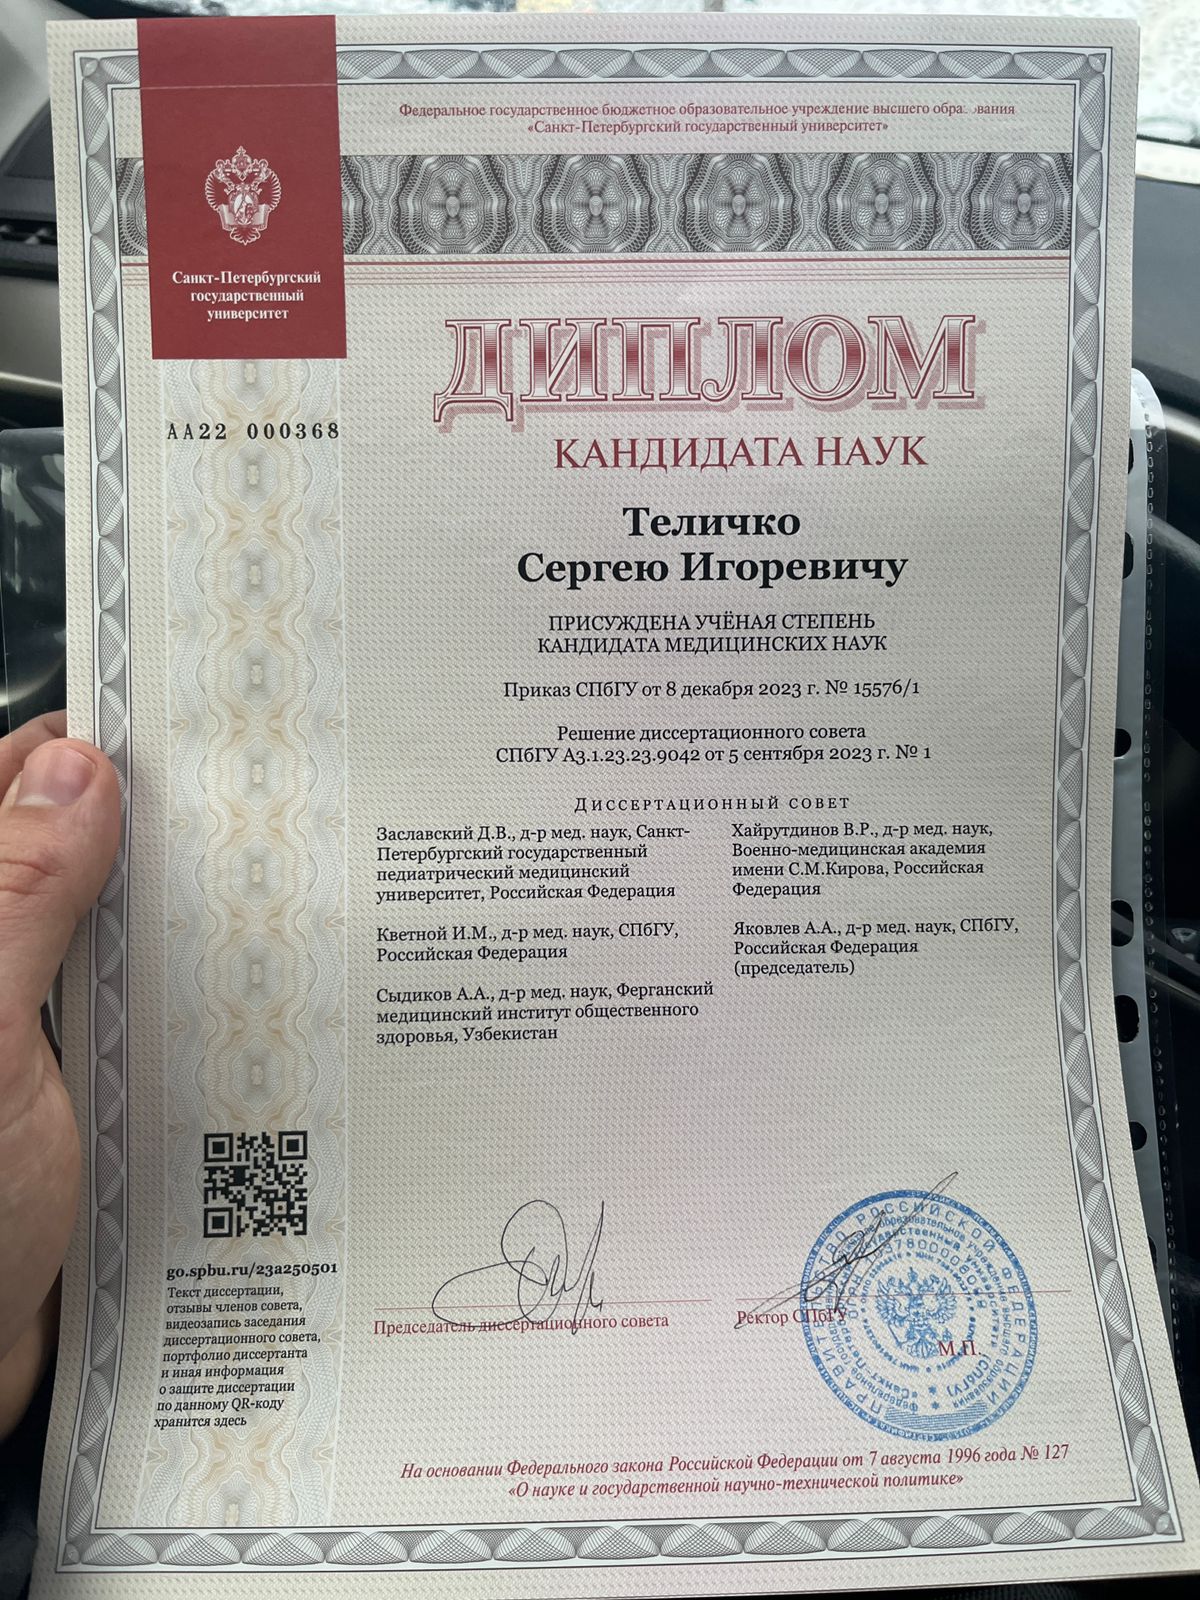 Федеральное государственное бюджетное образовательное учреждение высшего образования
«Санкт-Петербургский государственный университет»
Санкт-Петербургский
государственный
университет
ДИПЛОМ
КАНДИДАТА НАУК
АА22 000368
Теличко
Сергею Игоревичу
ПРИСУЖДЕНА УЧЁНАЯ СТЕПЕНЬ
КАНДИДАТА МЕДИЦИНСКИХ НАУК
Приказ СПбГУ от 8 декабря 2023 г. № 15576/1
Решение диссертационного совета
СПбГУ А3.1.23.23.9042 от 5 сентября 2023 г. № 1
ДИССЕРТАЦИОННЫЙ СОВЕТ
Заславский Д.В., д-р мед. наук, Санкт-
Петербургский государственный
педиатрический медицинский
университет, Российская Федерация
Кветной И.М., д-р мед. наук, СПбГУ,
Российская Федерация
Сыдиков А.А., д-р мед. наук, Ферганский
медицинский институт общественного
здоровья, Узбекистан
Хайрутдинов В.Р., д-р мед. наук,
Военно-медицинская академия
имени С.М.Кирова, Российская
Федерация
Яковлев А.А., д-р мед. наук, СПбГУ,
Российская Федерация
(председатель)
go.spbu.ru/23a250501
Текст диссертации,
отзывы членов совета,
видеозапись заседания
диссертационного совета,
портфолио диссертанта
и иная информация
о защите диссертации
по данному QR-коду
хранится здесь
Председатель диссертационного совета
Ректор СПбГУ
М.П.
ПРАВИТЕЛЬСТВО РОССИЙСКОЙ ФЕДЕРАЦИИ
На основании Федерального закона Российской Федерации от 7 августа 1996 года № 127
«О науке и государственной научно-технической политике»